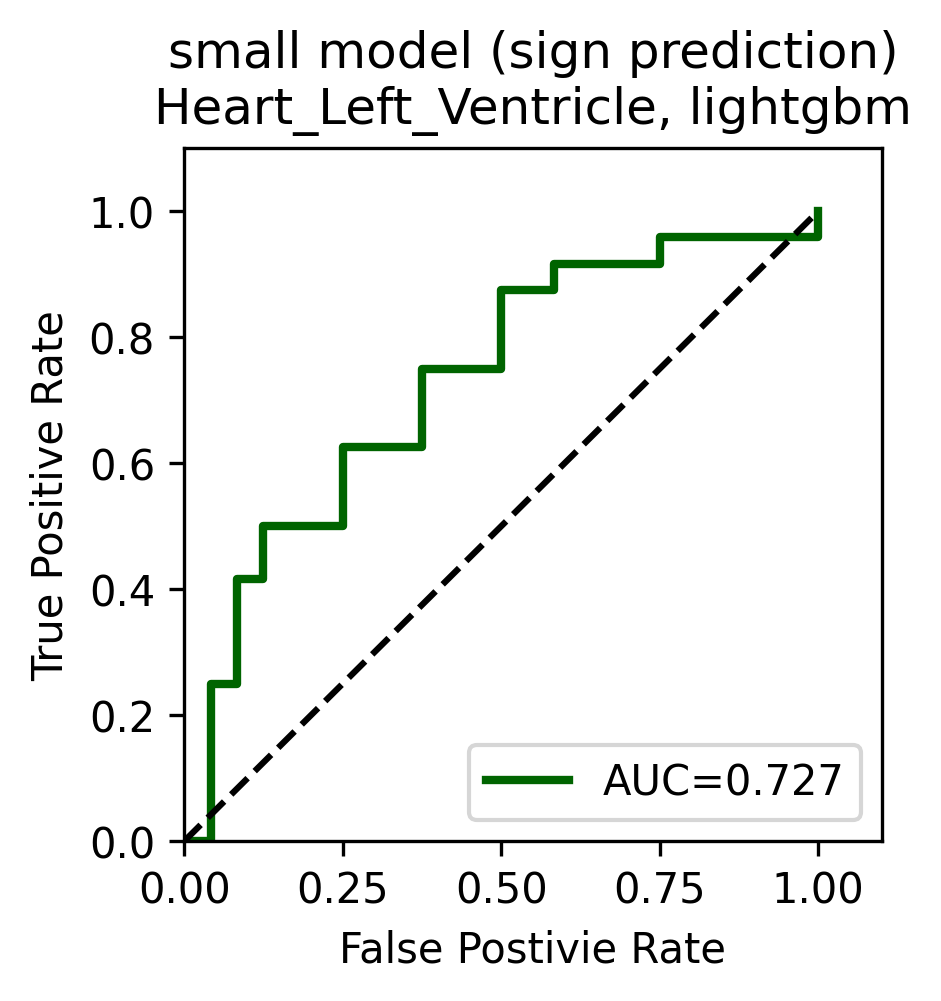 small model (sign prediction)
Heart_Left_Ventricle, lightgbm
1.0
0.8
0.6
0.4
0.2
0.0
True Positive Rate
AUC=0.727
0.00 0.25 0.50 0.75 1.00
False Postivie Rate